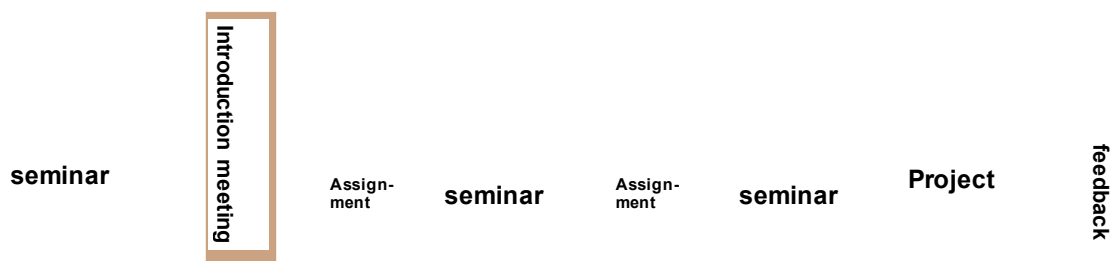 seminar
Introduction meeting
Assign-
ment
seminar
Assign-
ment
seminar
Project
feedback